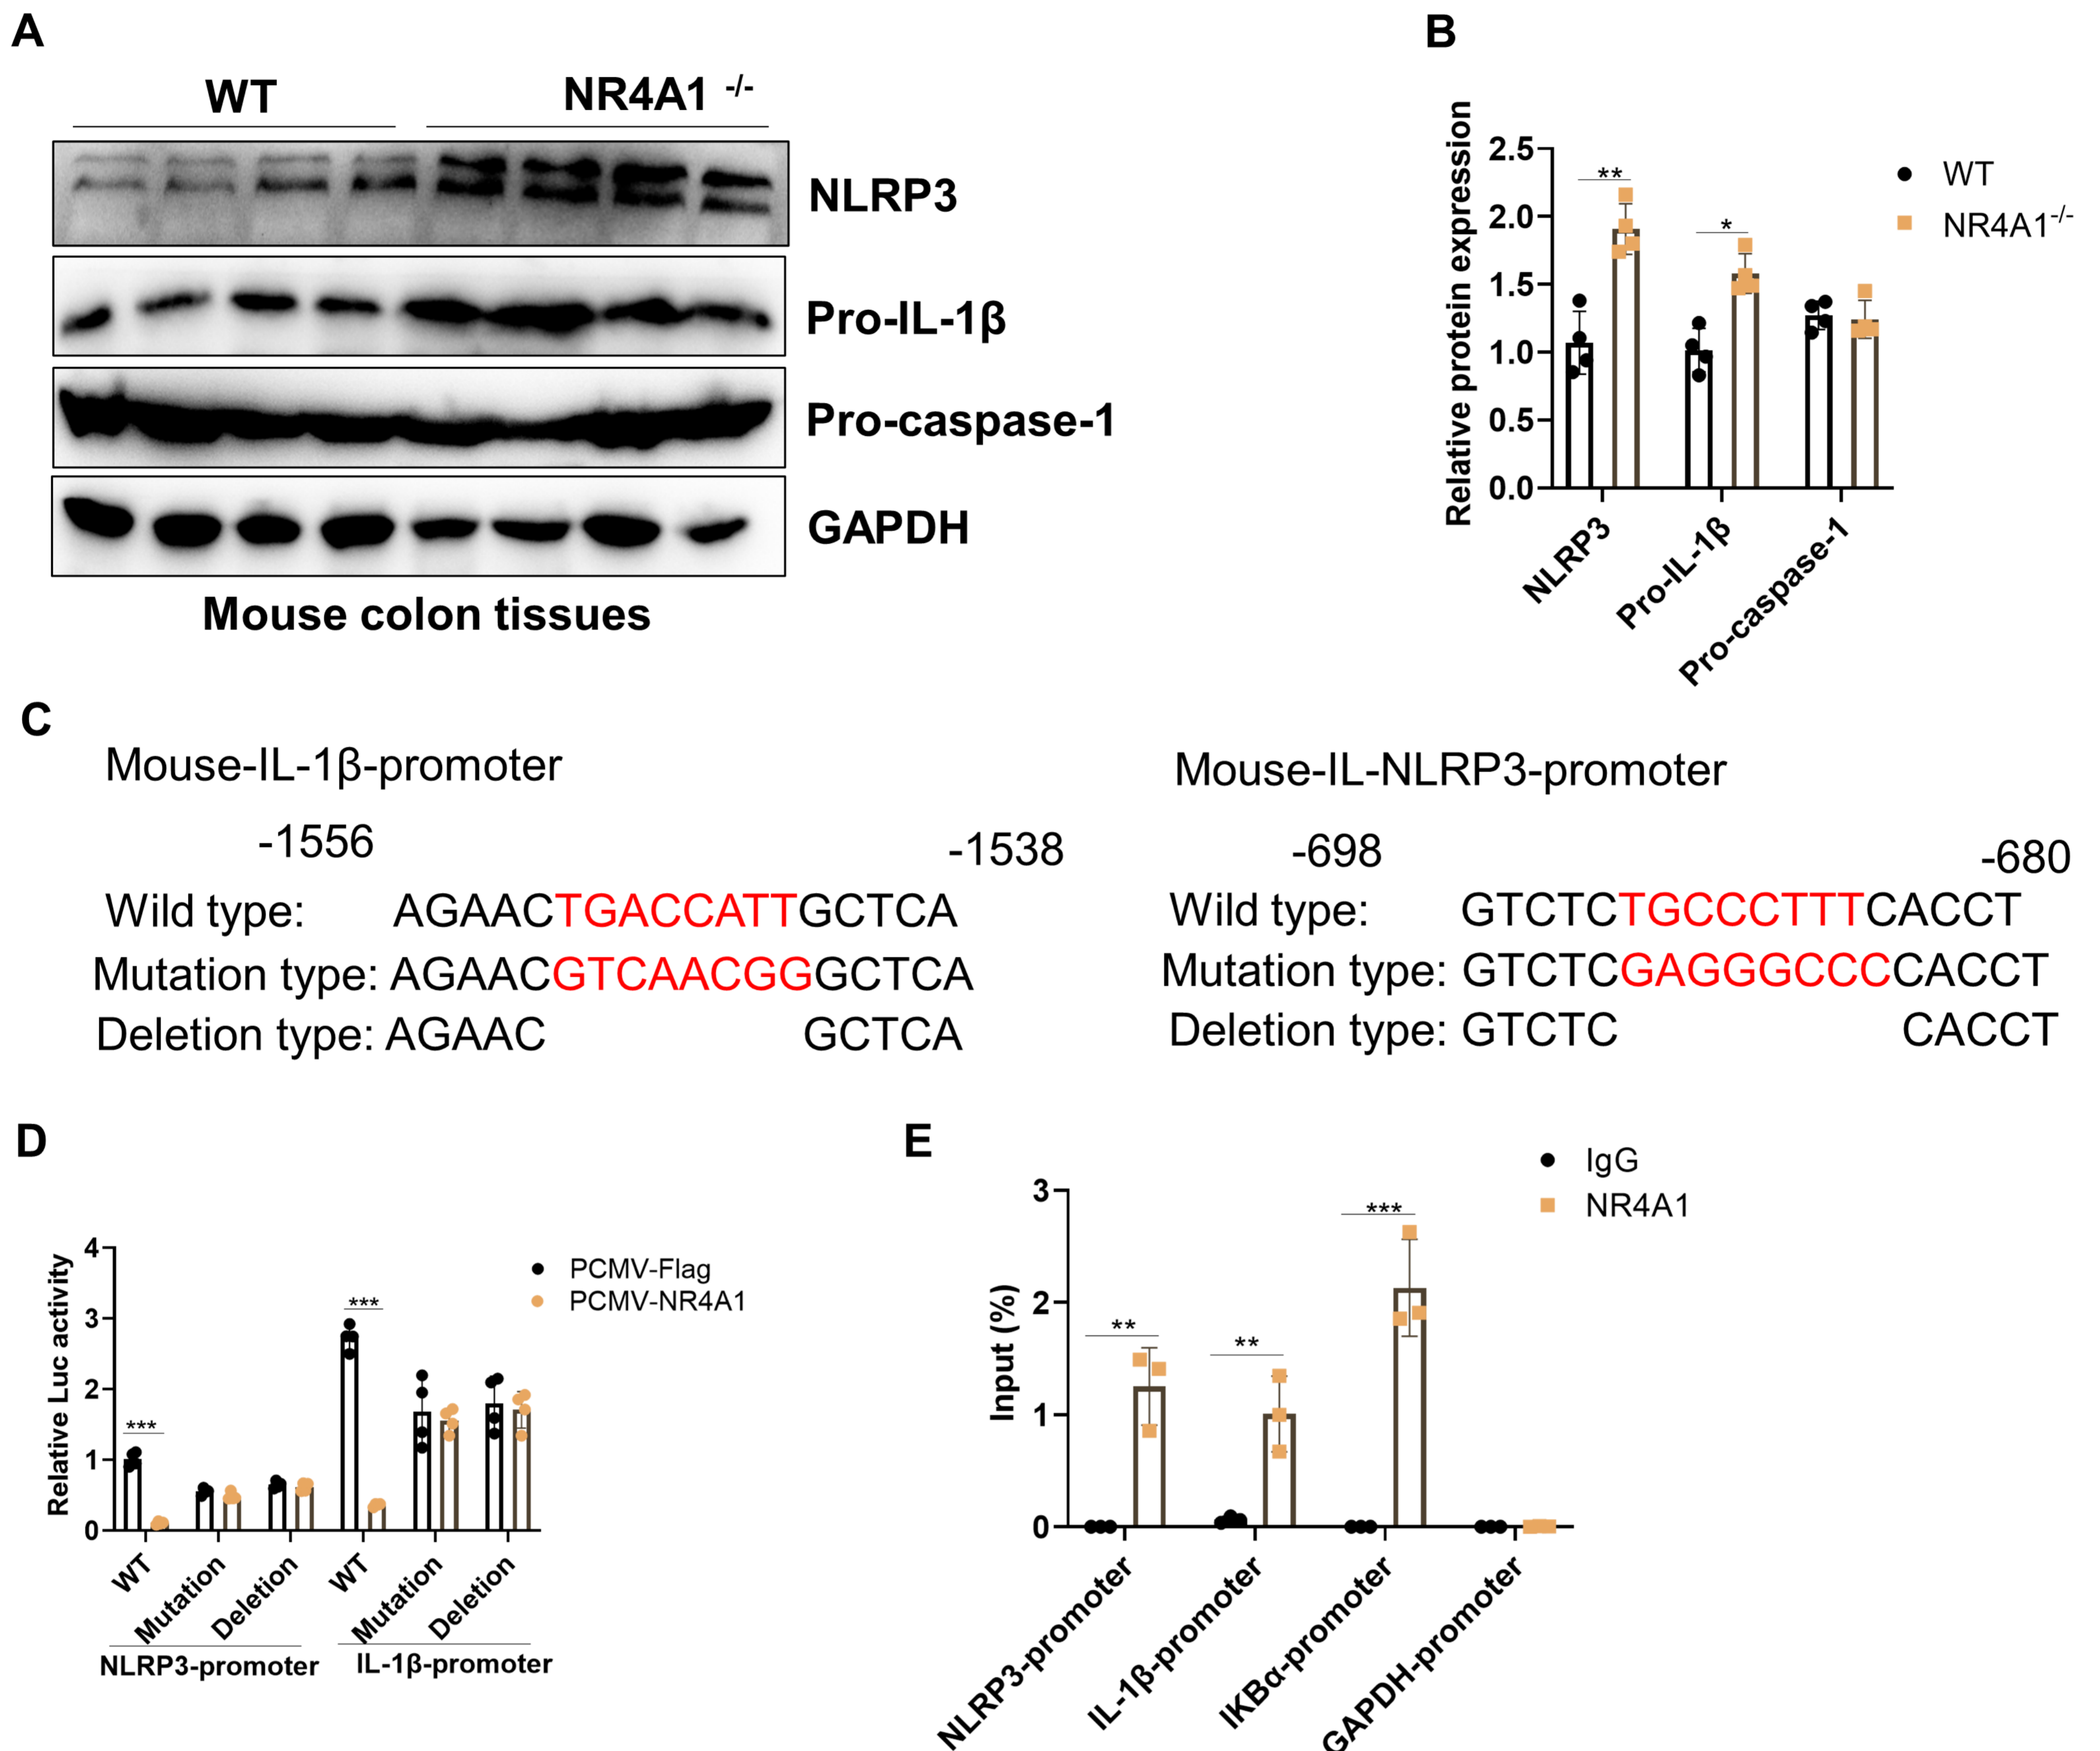 A
WT
NR4A1 -/-
NLRP3
Pro-IL-1β
Pro-caspase-1
GAPDH
Mouse colon tissues
B
Relative protein expression
2.5
2.0
1.5
1.0
0.5
0.0
**
*
WT
NR4A1-/-
NLRP3
Pro-IL-1β
Pro-caspase-1
C
Mouse-IL-1β-promoter
-1556
-1538
Wild type: AGAACTGACCATTGCTCA
Mutation type: AGAACGTCAACGGGCTCA
Deletion type: AGAAC GCTCA
Mouse-IL-NLRP3-promoter
-698
-680
Wild type: GTCTCTGCCCTTTCACCT
Mutation type: GTCTCGAGGGCCCCACCT
Deletion type: GTCTC CACCT
D
Relative Luc activity
4
3
2
1
0
***
***
PCMV-Flag
PCMV-NR4A1
WT
Mutation
Deletion
WT
Mutation
Deletion
NLRP3-promoter
IL-1β-promoter
E
Input (%)
3
2
1
0
**
**
***
IgG
NR4A1
NLRP3-promoter
IL-1β-promoter
IKBα-promoter
GAPDH-promoter